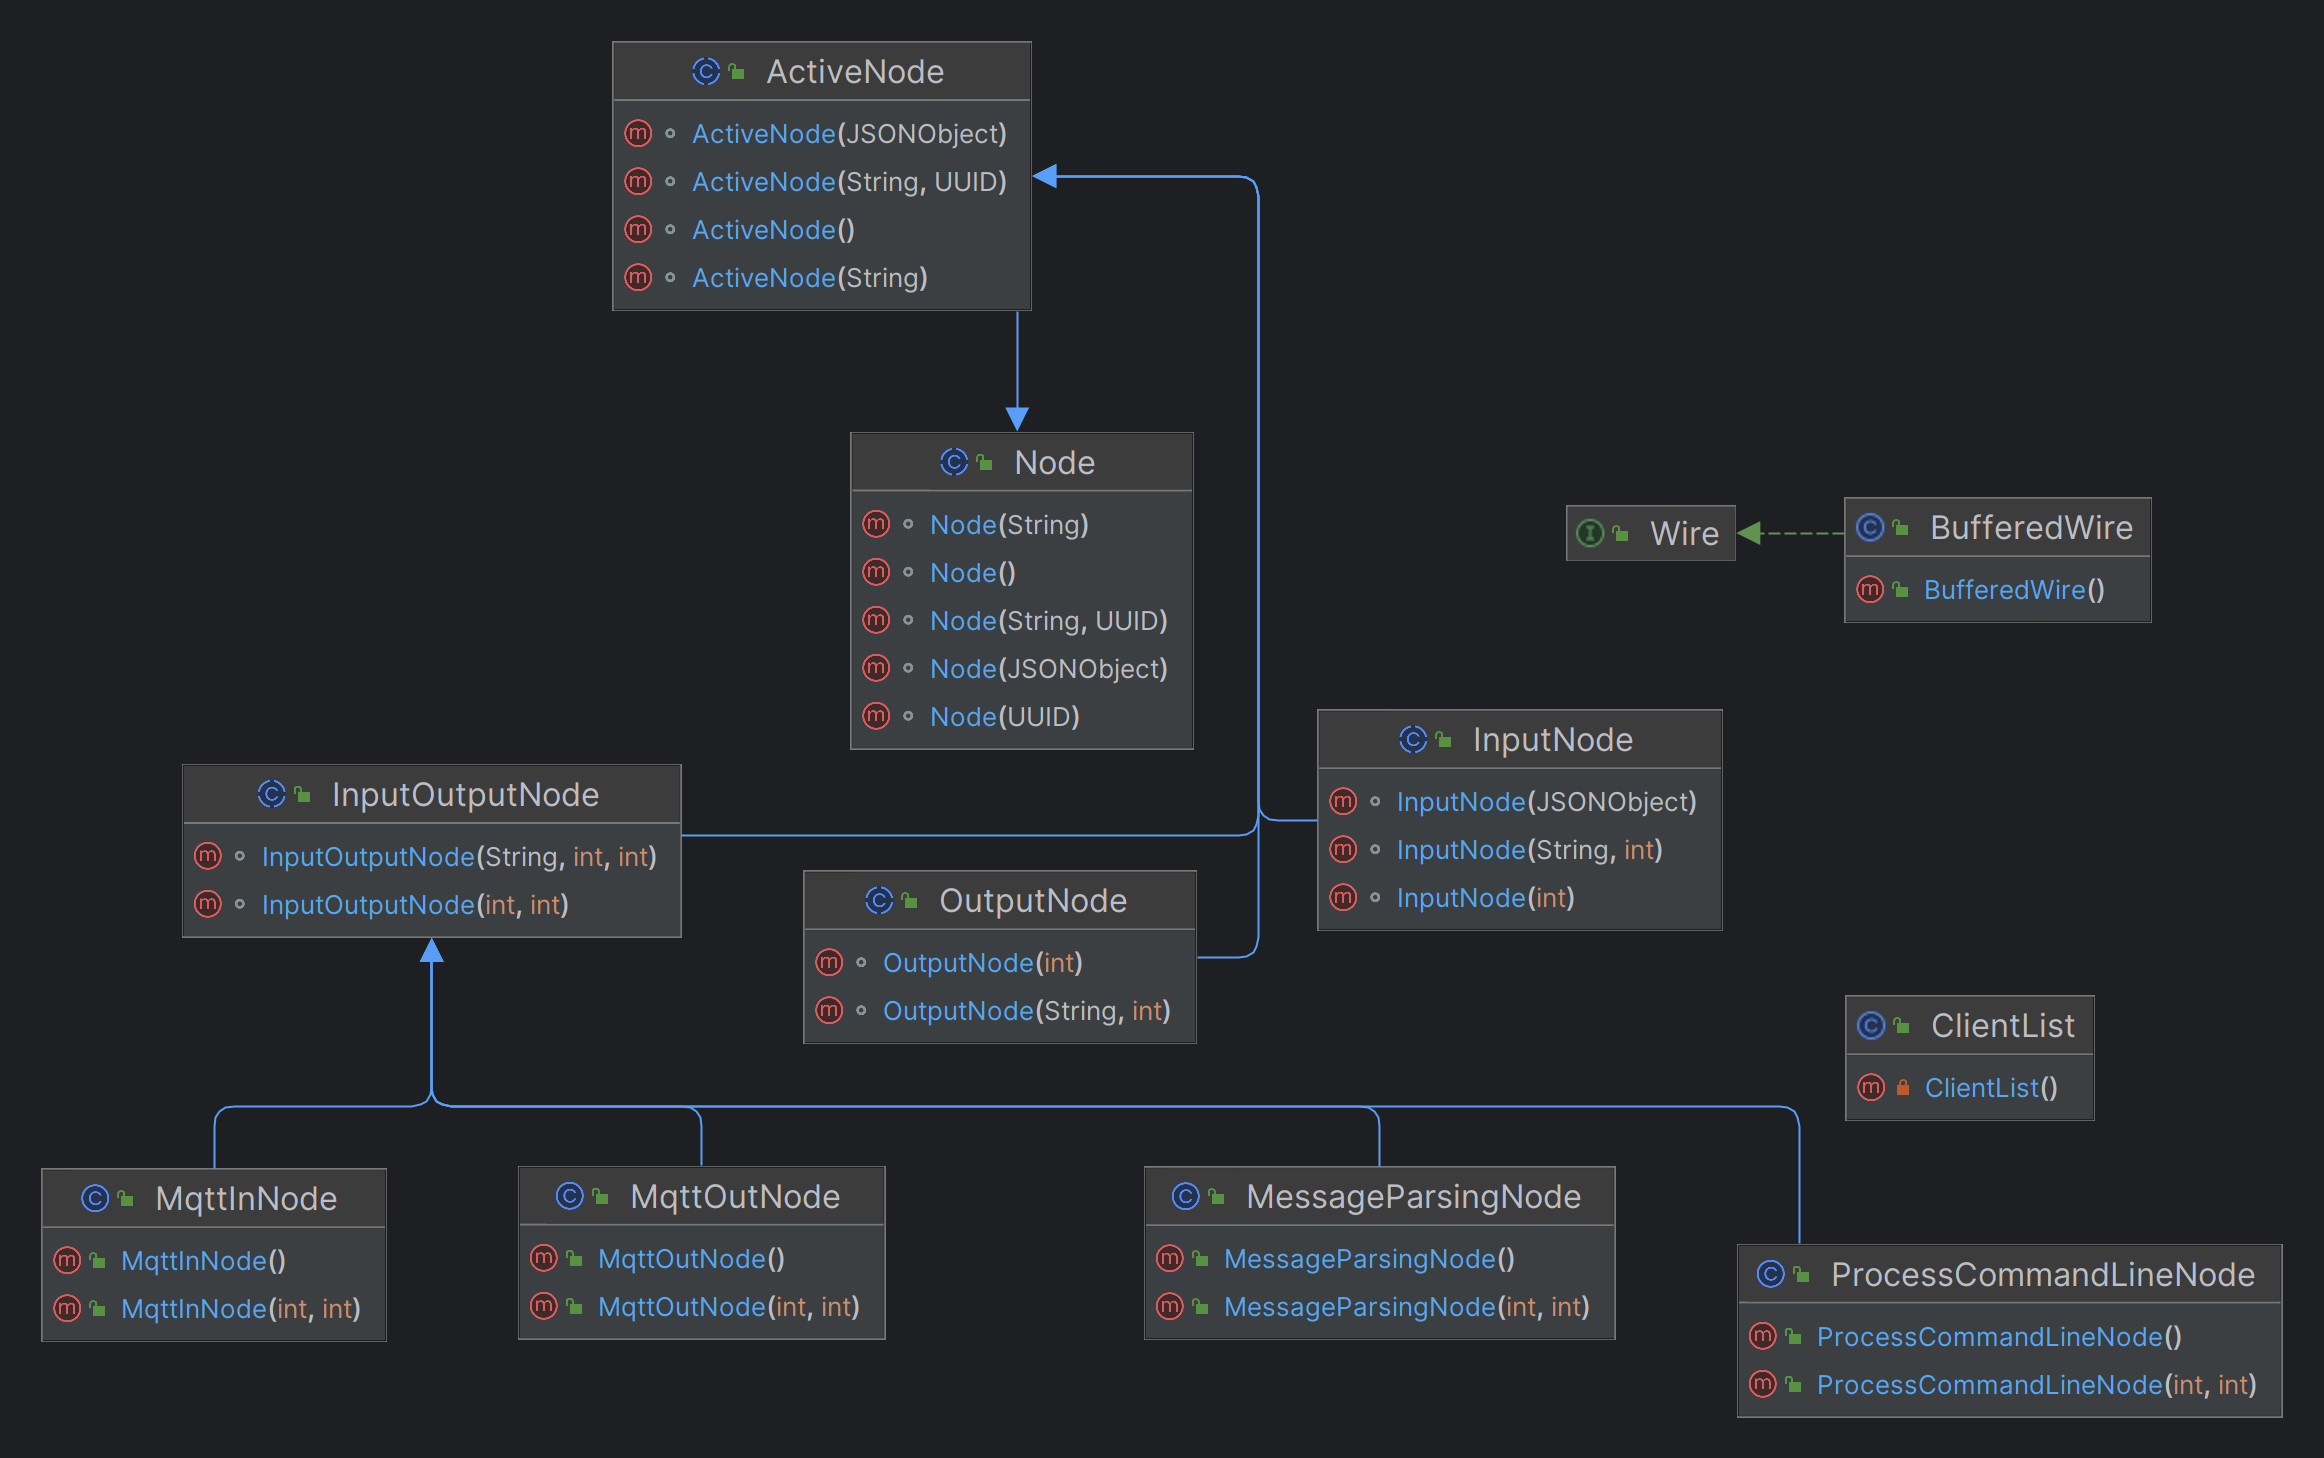 ActiveNode
ActiveNode(JSONObject)
ActiveNode(String, UUID)
ActiveNode()
ActiveNode(String)
Node
Node(String)
Node()
Node(String, UUID)
Node(JSONObject)
Node(UUID)
Wire
BufferedWire
BufferedWire()
InputNode
InputNode(JSONObject)
InputNode(String, int)
InputNode(int)
InputOutputNode
InputOutputNode(String, int, int)
InputOutputNode(int, int)
OutputNode
OutputNode(int)
OutputNode(String, int)
ClientList
ClientList()
MqttInNode
MqttInNode()
MqttInNode(int, int)
MqttOutNode
MqttOutNode()
MqttOutNode(int, int)
MessageParsingNode
MessageParsingNode()
MessageParsingNode(int, int)
ProcessCommandLineNode
ProcessCommandLineNode()
ProcessCommandLineNode(int, int)